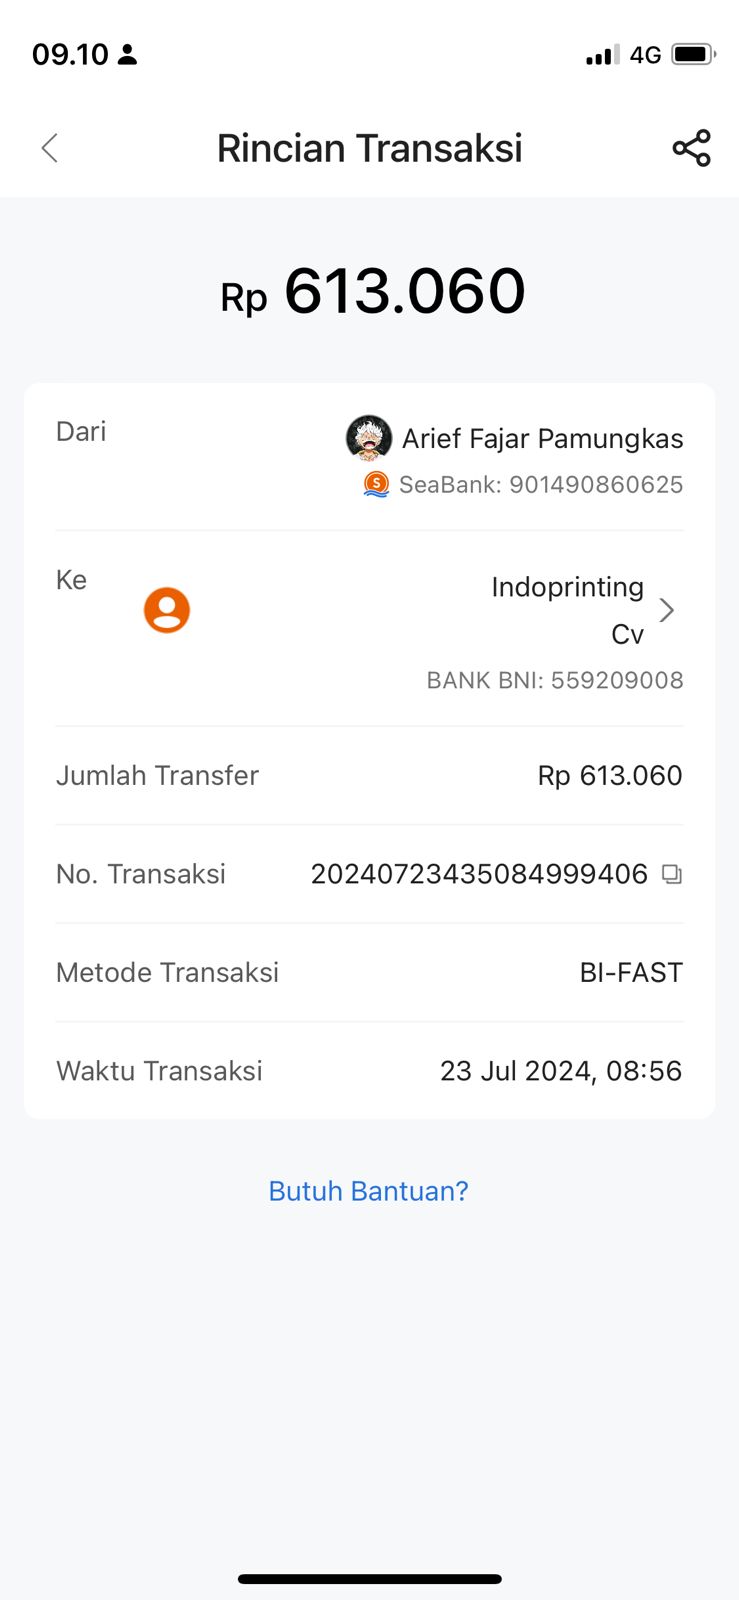 09.10
4G
Rincian Transaksi
Rp 613.060
Dari
Arief Fajar Pamungkas
SeaBank: 901490860625
Ke
Indoprinting
Cv
BANK BNI: 559209008
Jumlah Transfer
Rp 613.060
No. Transaksi
20240723435084999406
Metode Transaksi
BI-FAST
Waktu Transaksi
23 Jul 2024, 08:56
Butuh Bantuan?